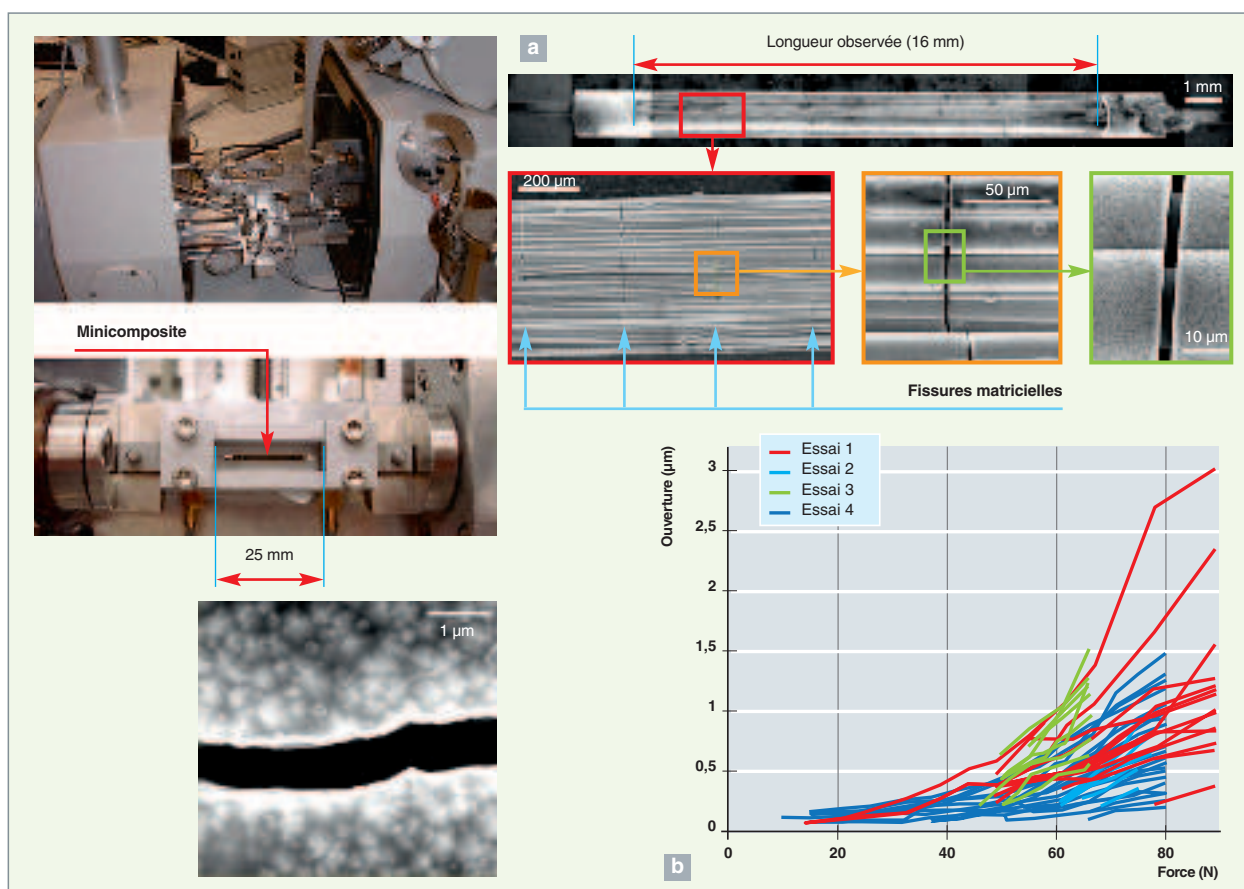 a
Longueur observée (16 mm)
1 mm
200 µm
50 µm
10 µm
Minicomposite
Fissures matricielles
25 mm
1 µm
Ouverture (µm)
Essai 1
Essai 2
Essai 3
Essai 4
3
2,5
2
1,5
1
0,5
0
0
20
40
60
80
Force (N)
b